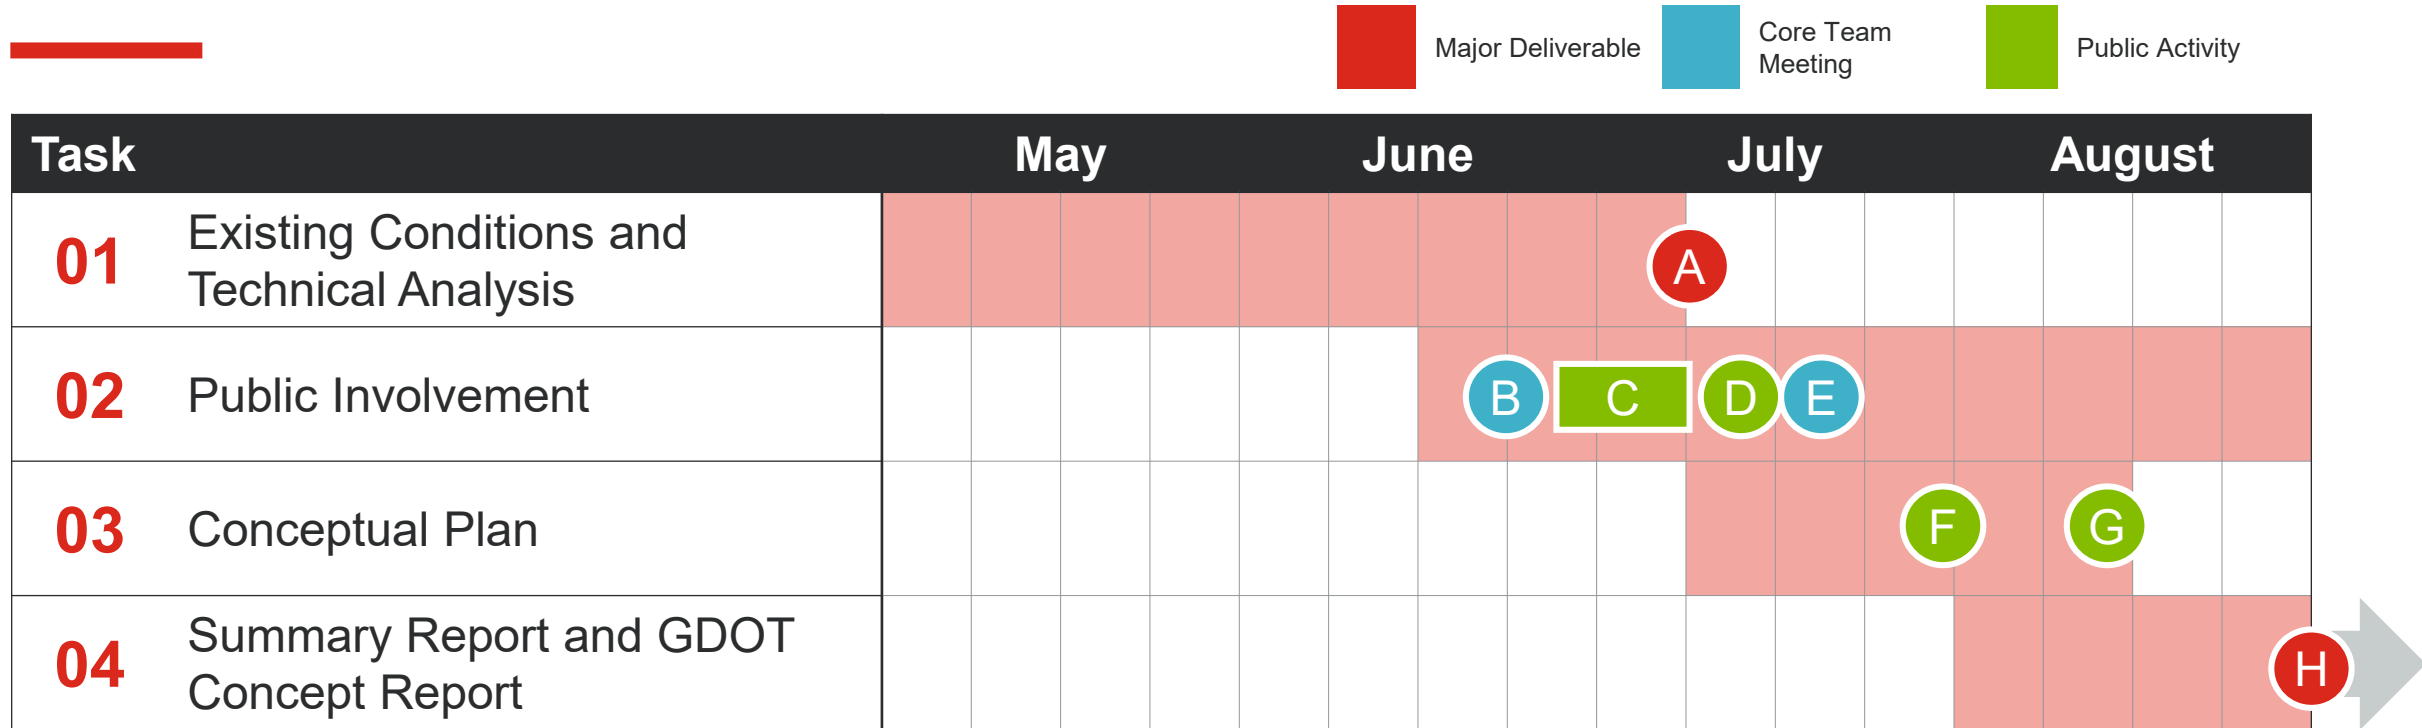 Major Deliverable
Core Team
Meeting
Public Activity
Task May June July August
01 Existing Conditions and
Technical Analysis
A
02 Public Involvement
B C D E
03 Conceptual Plan
F G
04 Summary Report and GDOT
Concept Report
H